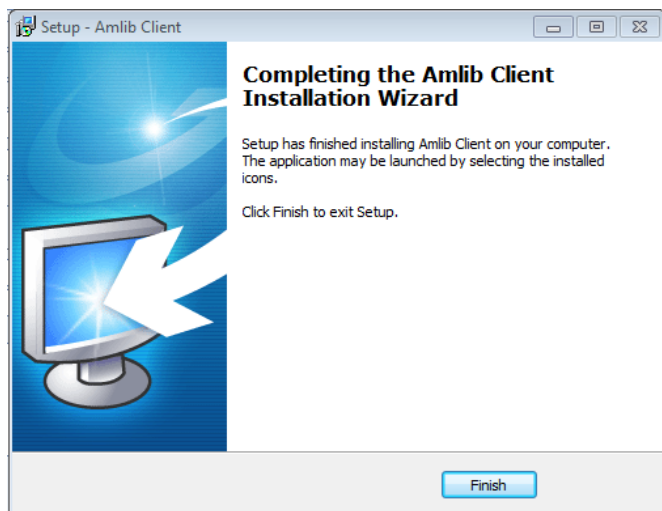 Setup - Amlib Client
Completing the Amlib Client
Installation Wizard
Setup has finished installing Amlib Client on your computer.
The application may be launched by selecting the installed
icons.
Click Finish to exit Setup.
Finish